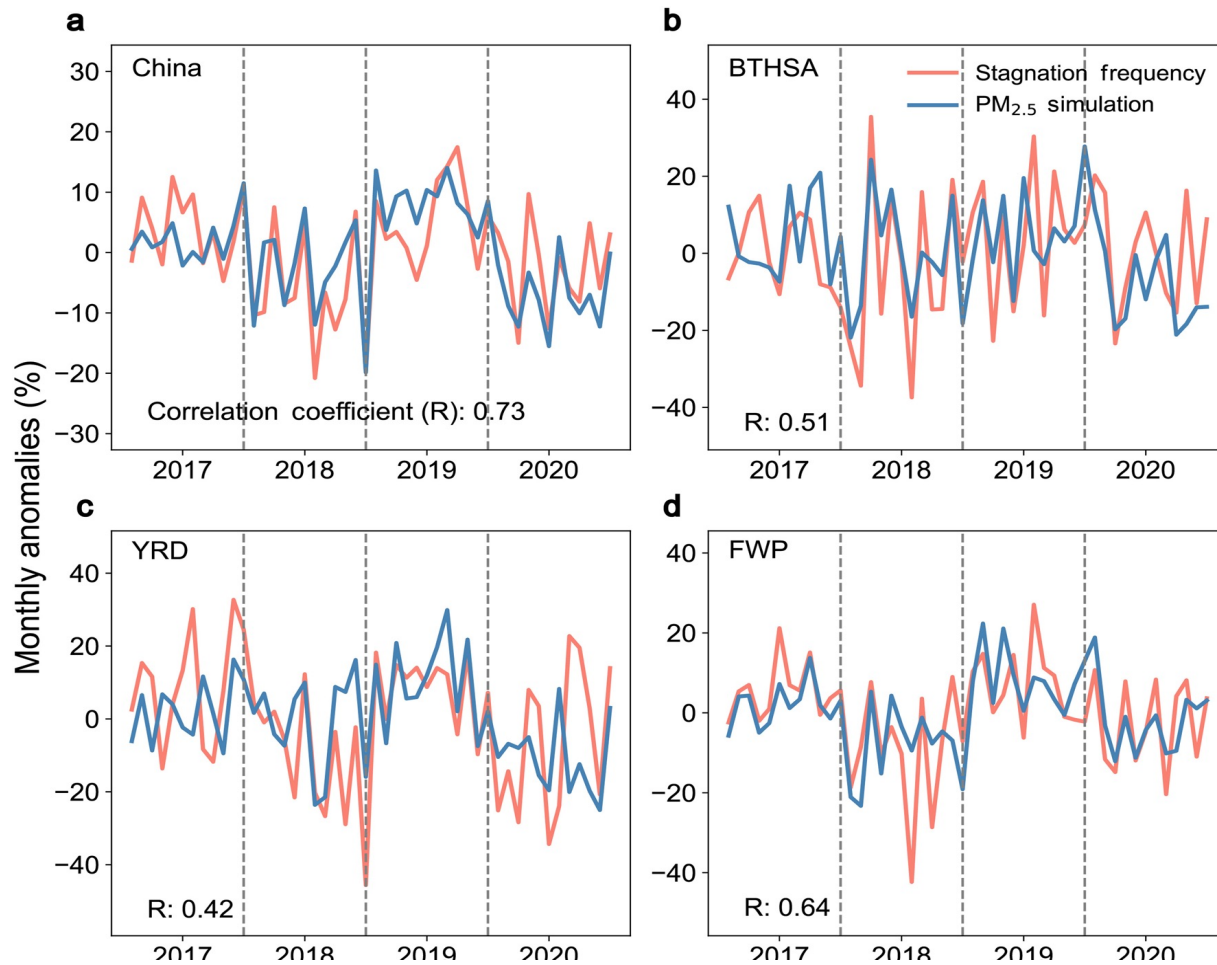 a
China
30
20
10
0
−10
−20
−30
Correlation coefficient (R): 0.73
2017 2018 2019 2020
b
BTHSA
Stagnation frequency
PM2.5 simulation
40
20
0
−20
−40
R: 0.51
2017 2018 2019 2020
Monthly anomalies (%)
c
YRD
40
20
0
−20
−40
R: 0.42
2017 2018 2019 2020
d
FWP
40
20
0
−20
−40
R: 0.64
2017 2018 2019 2020